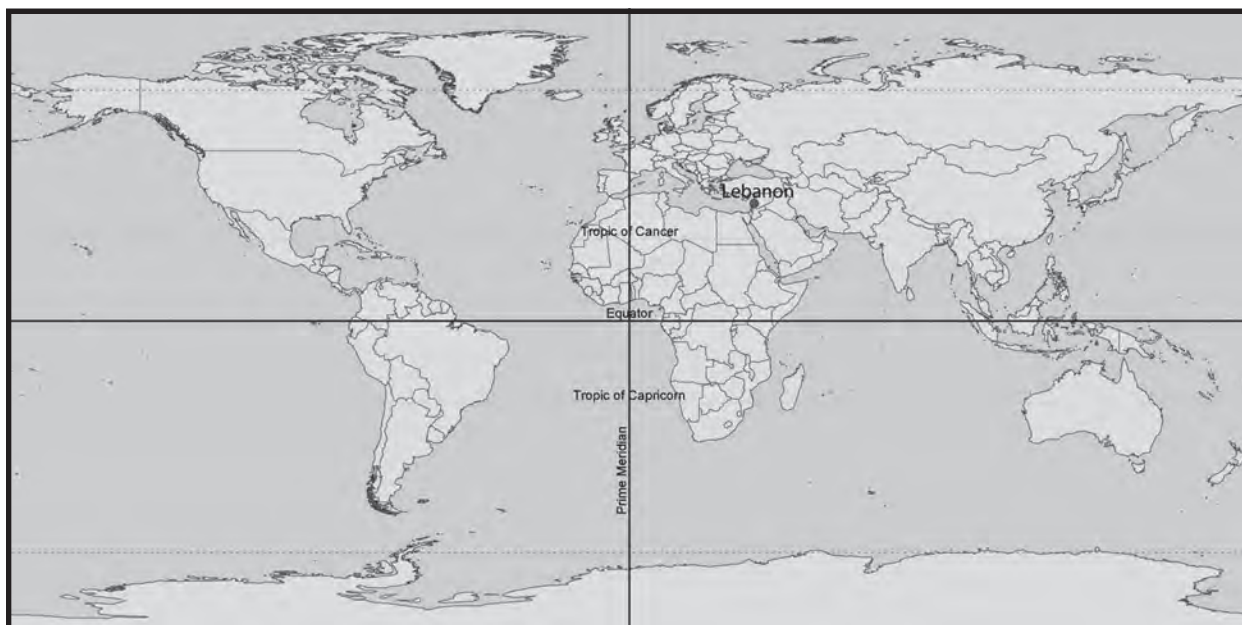 Lebanon
Tropic of Cancer
Equator
Tropic of Capricorn
Prime Meridian